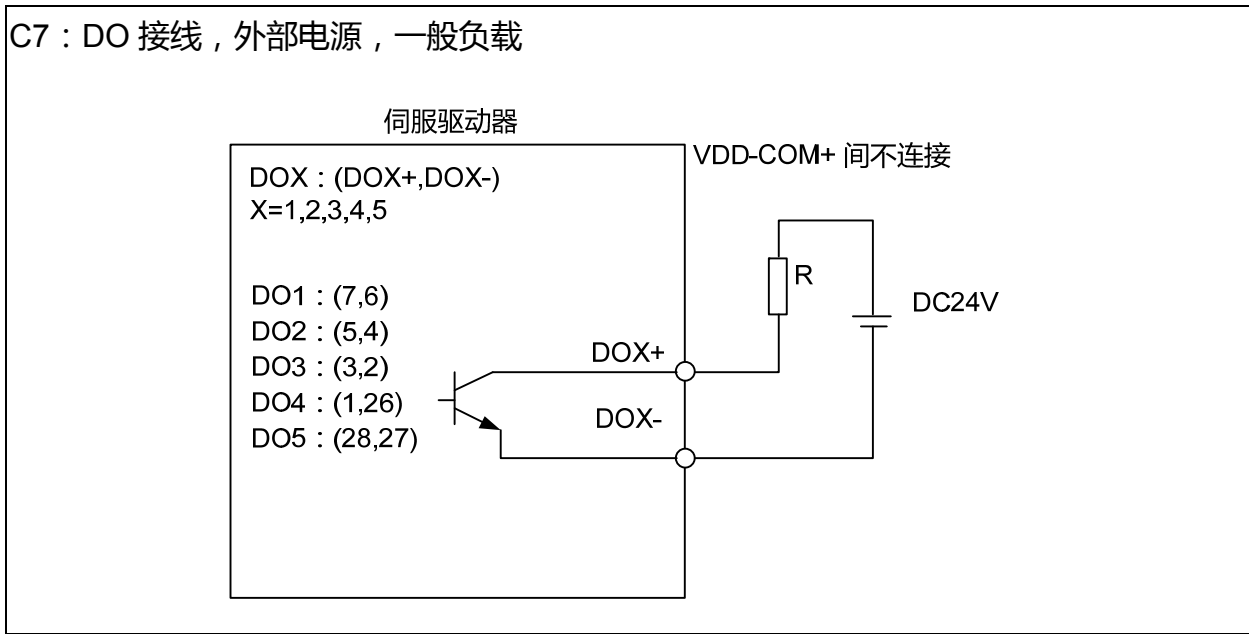 C7：DO 接线，外部电源，一般负载
伺服驱动器
VDD-COM+ 间不连接
DOX：(DOX+,DOX-)
X=1,2,3,4,5
R
DC24V
DO1：(7,6)
DO2：(5,4)
DO3：(3,2)
DO4：(1,26)
DO5：(28,27)
DOX+
DOX-